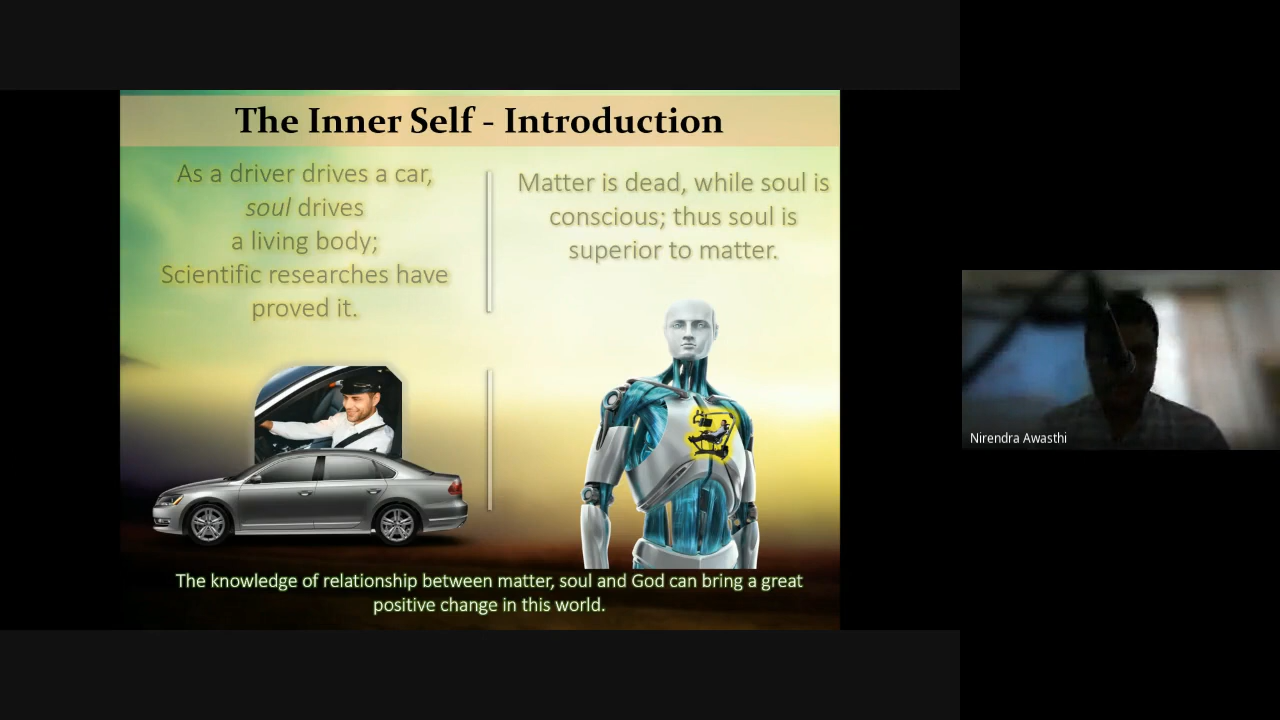 The Inner Self - Introduction
As a driver drives a car,
soul drives
a living body;
Scientific researches have
proved it.
Matter is dead, while soul is
conscious; thus soul is
superior to matter.
The knowledge of relationship between matter, soul and God can bring a great
positive change in this world.
Nirendra Awasthi